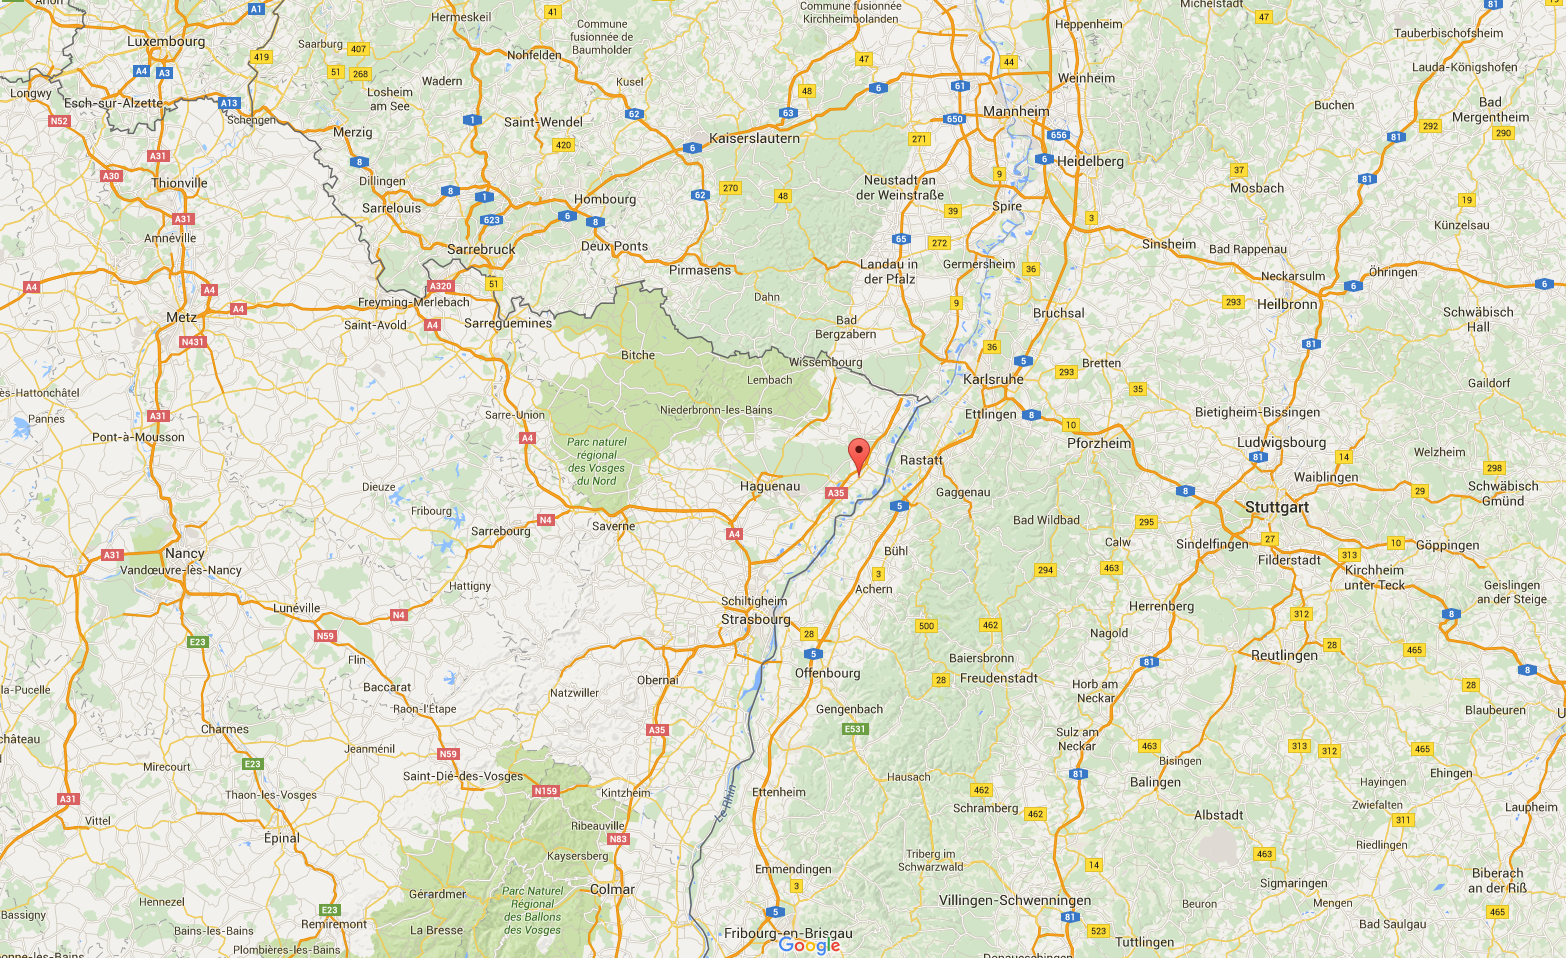 Arlon
A1
Luxembourg
419
A4
A3
Longwy
Esch-sur-Alzette
A13
Schengen
N52
A31
A30
Thionville
A31
Amnéville
A4
A4
Metz
A4
N431
Hermeskeil
41
Commune
fusionnée de
Baumholder
Commune fusionnée
Kirchheimbolanden
Saarburg
407
51
268
Nohfelden
Wadern
Losheim
am See
Kusel
47
48
6
63
62
1
Saint-Wendel
Merzig
8
420
Kaiserslautern
6
Dillingen
8
1
Sarrelouis
623
Hombourg
6
8
62
270
48
Sarrebruck
Deux Ponts
Pirmasens
A320
51
Freyming-Merlebach
Saint-Avold
A4
Sarreguemines
Dahn
Bad
Bergzabern
Bitche
Wissembourg
Lembach
Niederbronn-les-Bains
Heppenheim
Michelstadt
47
81
Tauberbischofsheim
44
61
Weinheim
Lauda-Königshofen
Buchen
Bad
Mergentheim
Mannheim
650
656
271
6
Heidelberg
292
290
81
37
81
Mosbach
Neustadt an
der Weinstraße
9
39
Spire
3
19
Künzelsau
65
272
Sinsheim
Bad Rappenau
Landau in
der Pfalz
Germersheim
36
Neckarsulm
Öhringen
6
6
9
293
Heilbronn
Bruchsal
Schwäbisch
Hall
36
81
5
Bretten
293
Karlsruhe
35
Gaildorf
Ettlingen
8
10
Bietigheim-Bissingen
Pforzheim
Ludwigsbourg
81
14
Welzheim
Waiblingen
298
Schwäbisch
Gmünd
29
8
Stuttgart
Pannes
A31
Pont-à-Mousson
Sarre-Union
A4
Parc naturel
régional
des Vosges
du Nord
Dieuze
Fribourg
Haguenau
A35
Rastatt
Gaggenau
5
N4
Saverne
Sarrebourg
A4
A31
Nancy
Vandœuvre-lès-Nancy
Hattigny
Lunéville
N4
N59
E23
Flin
Baccarat
Raon-l'Étape
Bühl
3
Achern
Schiltigheim
Strasbourg
28
5
Offenbourg
Obernai
Natzwiller
Gengenbach
E531
A35
500
462
Baiersbronn
28
Freudenstadt
Bad Wildbad
295
Calw
294
463
Sindelfingen
27
Filderstadt
313
10
Göppingen
Kirchheim
unter Teck
Geislingen
an der Steige
8
Herrenberg
Nagold
312
28
465
Reutlingen
81
8
Horb am
Neckar
28
Blaubeuren
Sulz am
Neckar
463
313
312
465
Bisingen
81
Balingen
Hayingen
Ehingen
Zwiefalten
Laupheim
311
Charmes
E23
Jeanménil
N59
Mirecourt
Saint-Dié-des-Vosges
N159
Kintzheim
Thaon-les-Vosges
A31
Vittel
Épinal
Ribeauville
N83
Kaysersberg
Le Rhin
Ettenheim
Hausach
462
Schramberg
462
Albstadt
Riedlingen
463
14
Triberg im
Schwarzwald
Emmendingen
3
Colmar
Gérardmer
Parc Naturel
Régional
des Ballons
des Vosges
Hennezel
Bassigny
E23
Remiremont
La Bresse
Bains-les-Bains
Plombières-les-Bains
5
Fribourg-en-Brisgau
Google
Villingen-Schwenningen
81
523
Tuttlingen
Sigmaringen
Beuron
Mengen
Biberach
an der Riß
465
Bad Saulgau